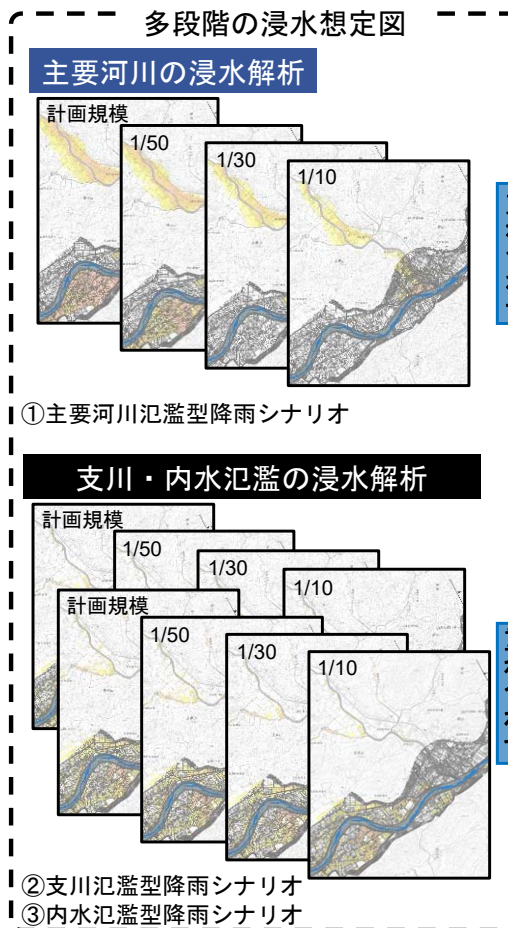 多段階の浸水想定図
主要河川の浸水解析
計画規模
1/50
1/30
1/10
①主要河川氾濫型降雨シナリオ
支川・内水氾濫の浸水解析
計画規模
1/50
1/30
1/10
計画規模
1/50
1/30
1/10
②支川氾濫型降雨シナリオ
③内水氾濫型降雨シナリオ